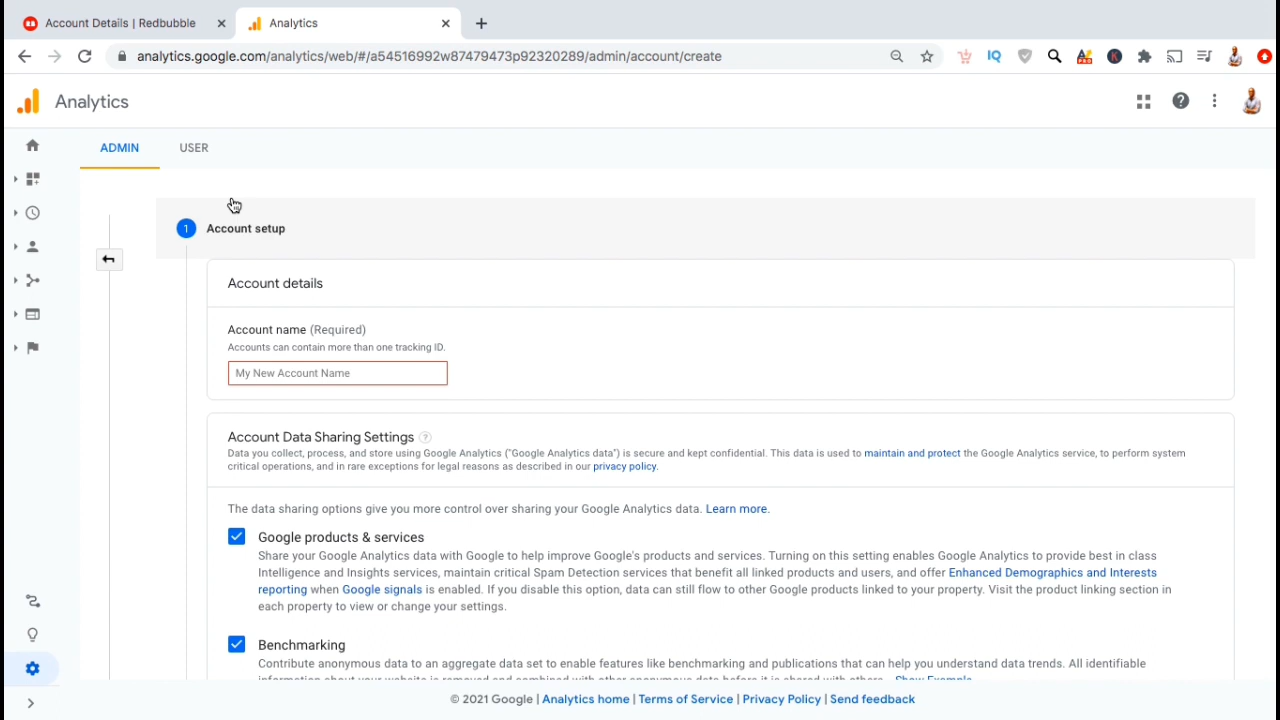 Account Details | Redbubble
Analytics
analytics.google.com/analytics/web/#/a54516992w87479473p92320289/admin/account/create
IQ
PRO
K
Analytics
ADMIN
USER
1
Account setup
Account details
Account name (Required)
Accounts can contain more than one tracking ID.
My New Account Name
Account Data Sharing Settings ?
Data you collect, process, and store using Google Analytics ("Google Analytics data") is secure and kept confidential. This data is used to maintain and protect the Google Analytics service, to perform system
critical operations, and in rare exceptions for legal reasons as described in our privacy policy.
The data sharing options give you more control over sharing your Google Analytics data. Learn more.
Google products & services
Share your Google Analytics data with Google to help improve Google's products and services. Turning on this setting enables Google Analytics to provide best in class
Intelligence and Insights services, maintain critical Spam Detection services that benefit all linked products and users, and offer Enhanced Demographics and Interests
reporting when Google signals is enabled. If you disable this option, data can still flow to other Google products linked to your property. Visit the product linking section in
each property to view or change your settings.
Benchmarking
Contribute anonymous data to an aggregate data set to enable features like benchmarking and publications that can help you understand data trends. All identifiable
information about your website is removed and combined with other anonymous data before it is shared with others. Show Example
© 2021 Google | Analytics home | Terms of Service | Privacy Policy | Send feedback